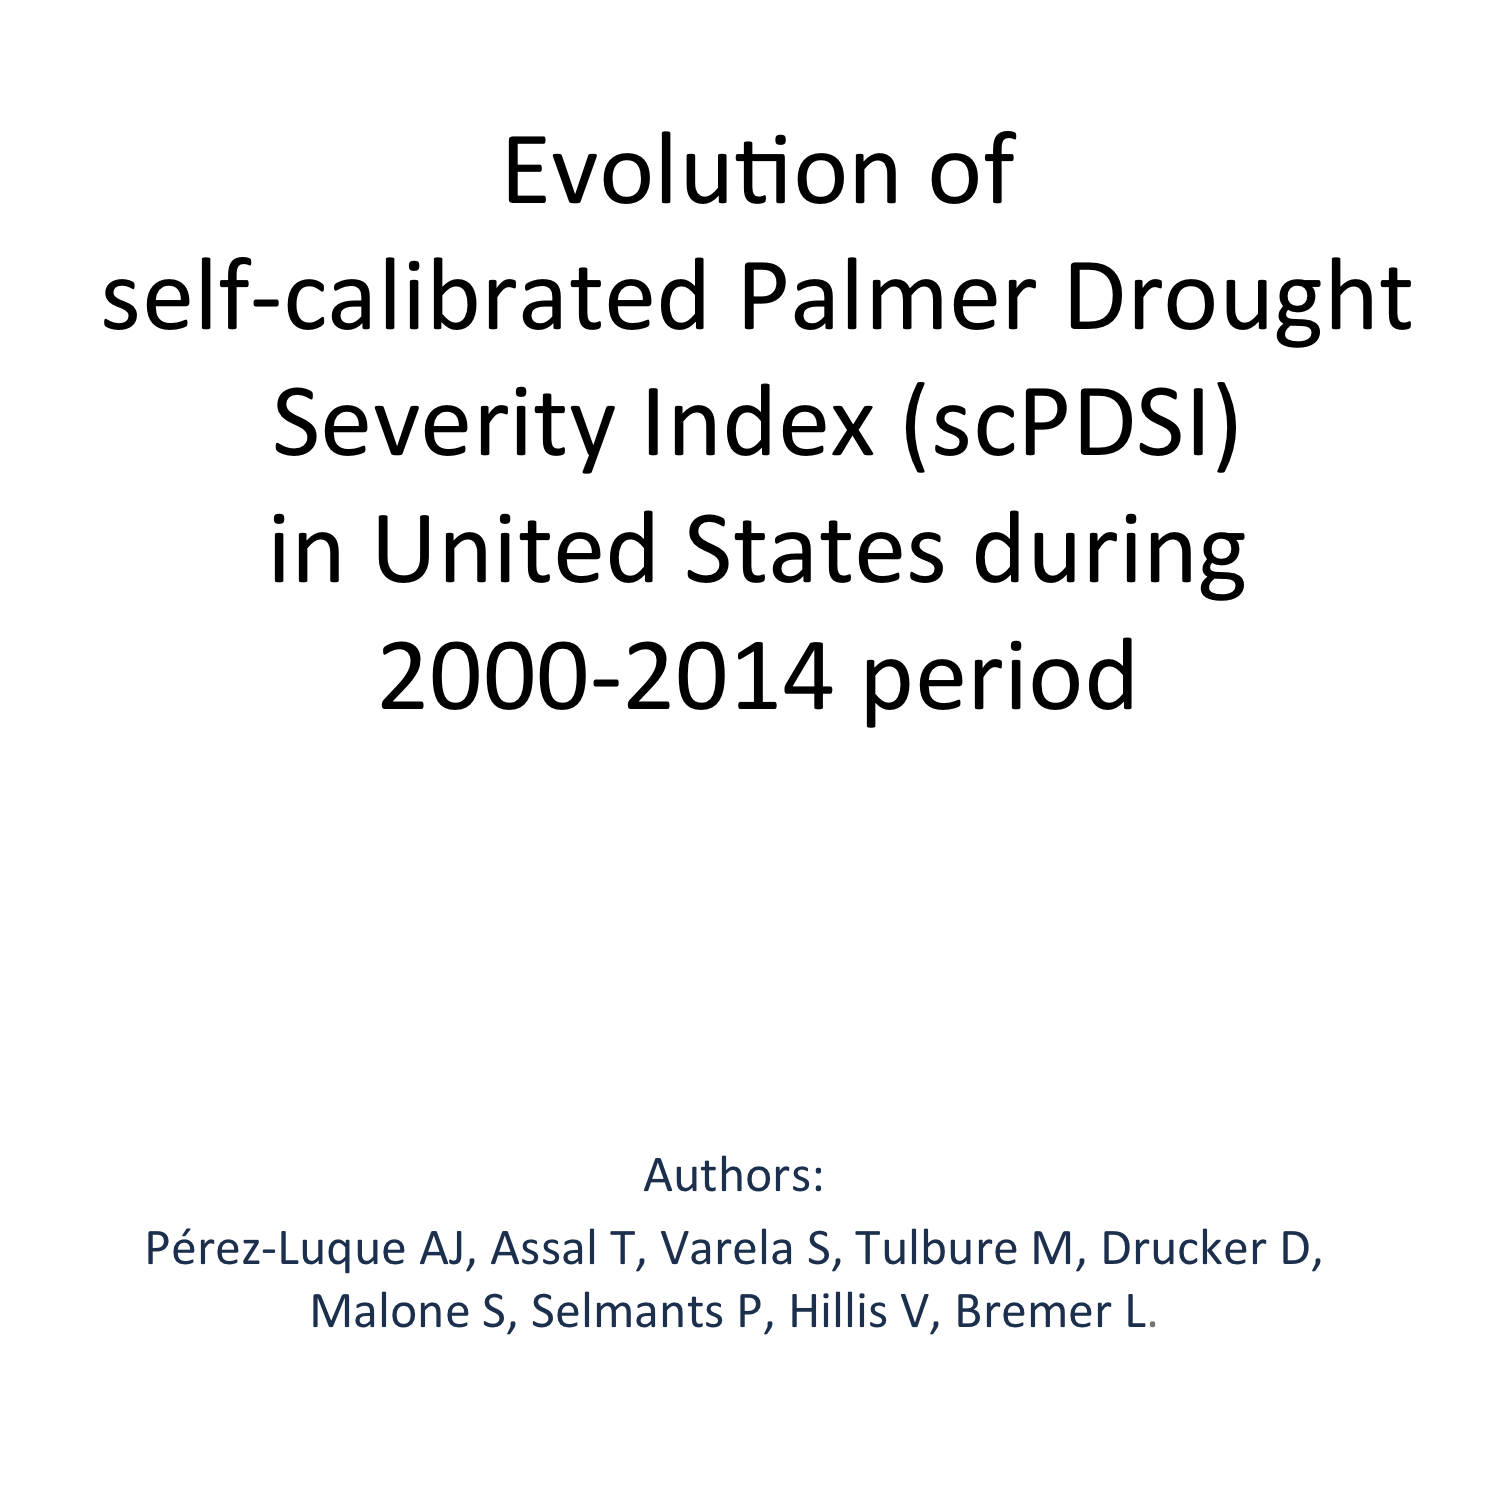 Evolution of
self-calibrated Palmer Drought
Severity Index (scPDSI)
in United States during
2000-2014 period
Authors:
Pérez-Luque AJ, Assal T, Varela S, Tulbure M, Drucker D,
Malone S, Selmants P, Hillis V, Bremer L.